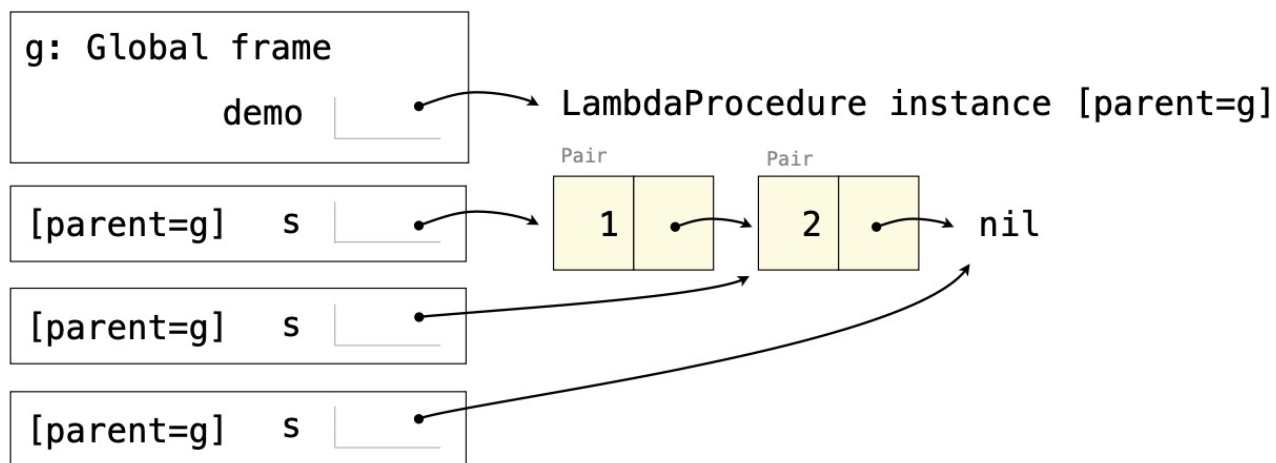 g: Global frame
demo
LambdaProcedure instance [parent=g]
Pair
Pair
[parent=g] s
1
2
nil
[parent=g] s
[parent=g] s